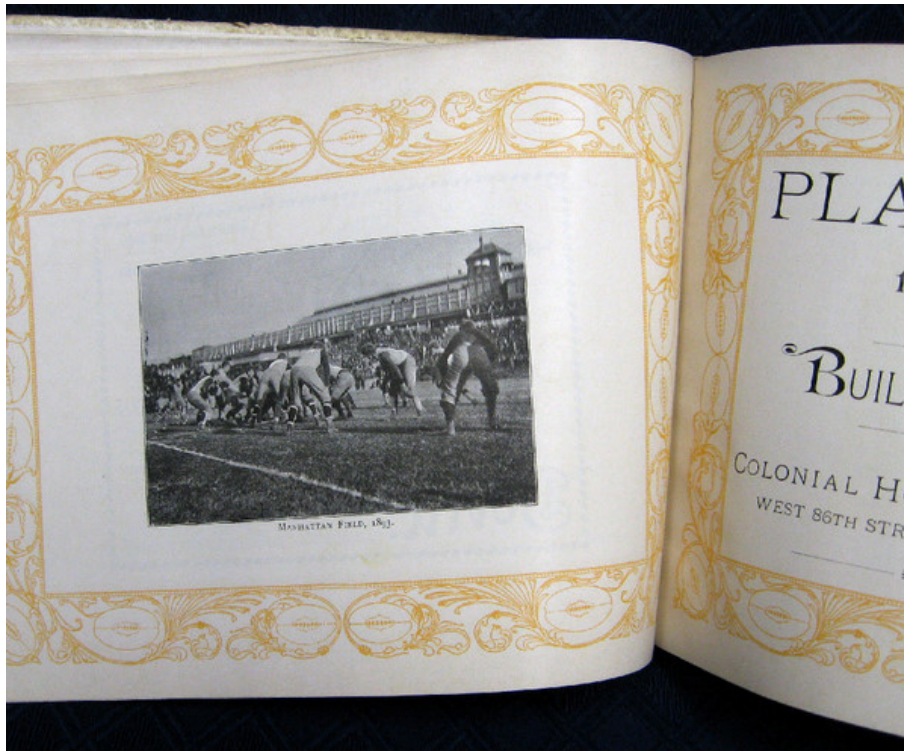 MANHATTAN FIELD, 1893.
PLA
BUIL
COLONIAL H
WEST 86TH STR